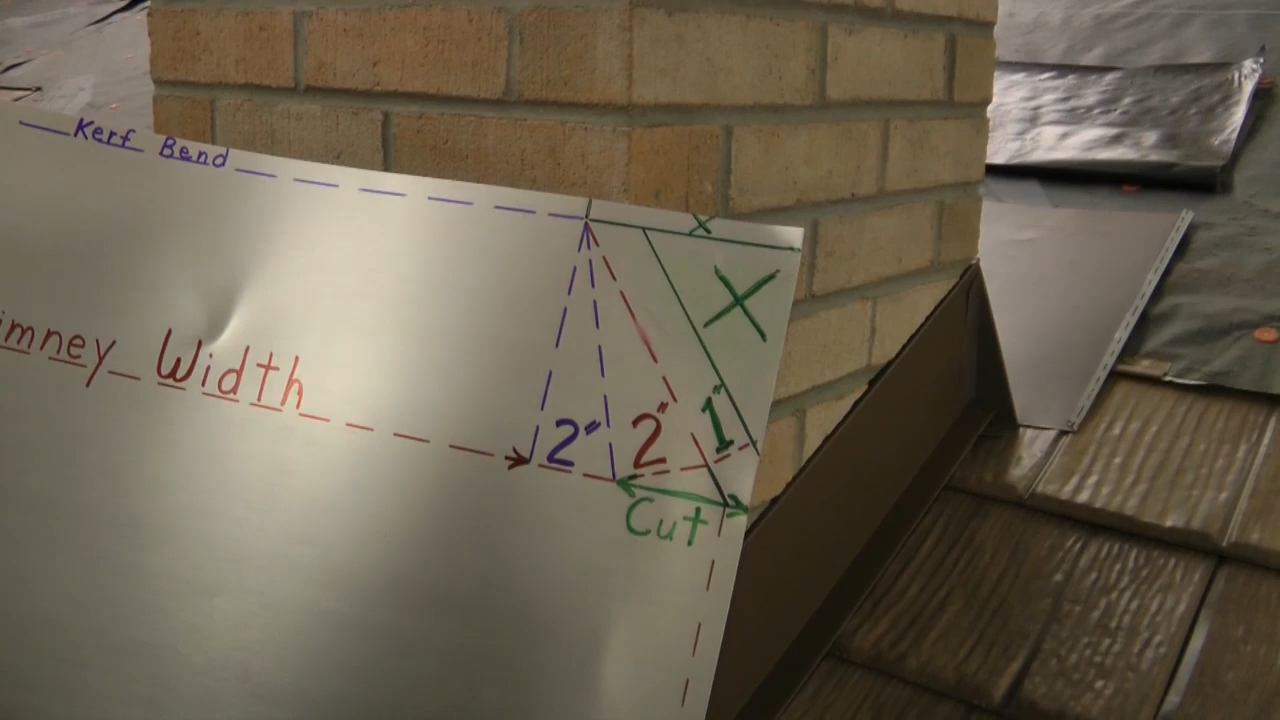 Kerf Bend
X
X
imney Width
2" 2" 1"
Cut